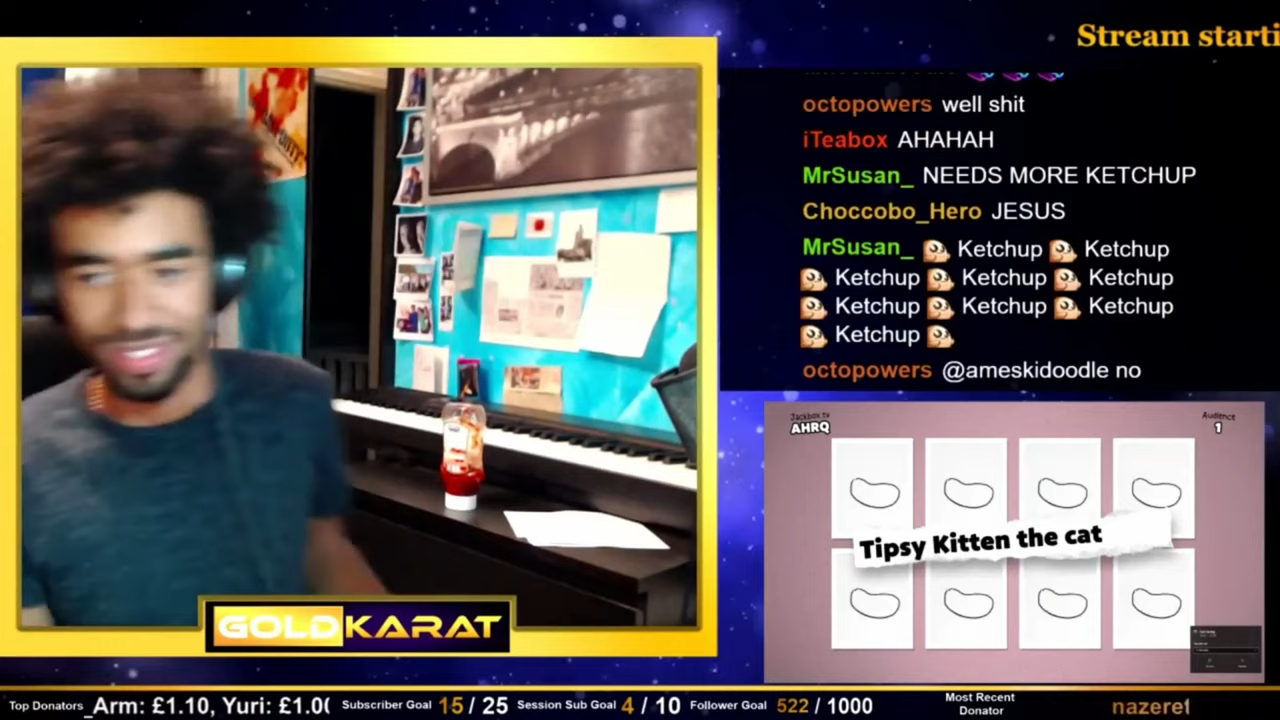 Stream starti
octopowers well shit
iTeabox AHAHAH
MrSusan_ NEEDS MORE KETCHUP
Choccobo_Hero JESUS
MrSusan_ Ketchup Ketchup
Ketchup Ketchup Ketchup
Ketchup Ketchup Ketchup
Ketchup
octopowers @ameskidoodle no
Jackbox.tv
AHRQ
Audience
1
Tipsy Kitten the cat
GOLDKARAT
Top Donators _Arm: £1.10, Yuri: £1.0( Subscriber Goal 15 / 25 Session Sub Goal 4 / 10 Follower Goal 522 / 1000 Most Recent Donator nazeret